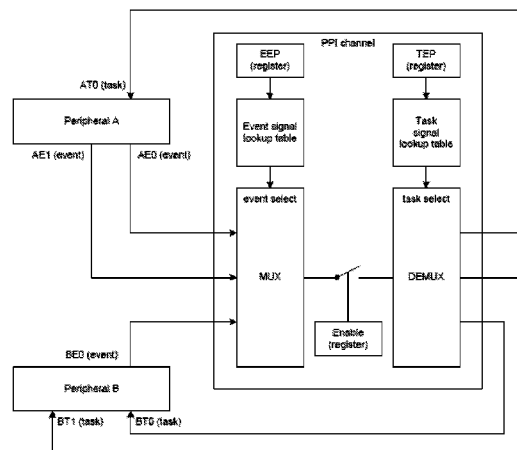 PPI channel
EEP
(register)
TEP
(register)
AT0 (task)
Peripheral A
Event signal
lookup table
Task
signal
lookup table
AE1 (event)
AE0 (event)
event select
task select
MUX
DEMUX
Enable
(register)
BE0 (event)
Peripheral B
BT1 (task)
BT0 (task)